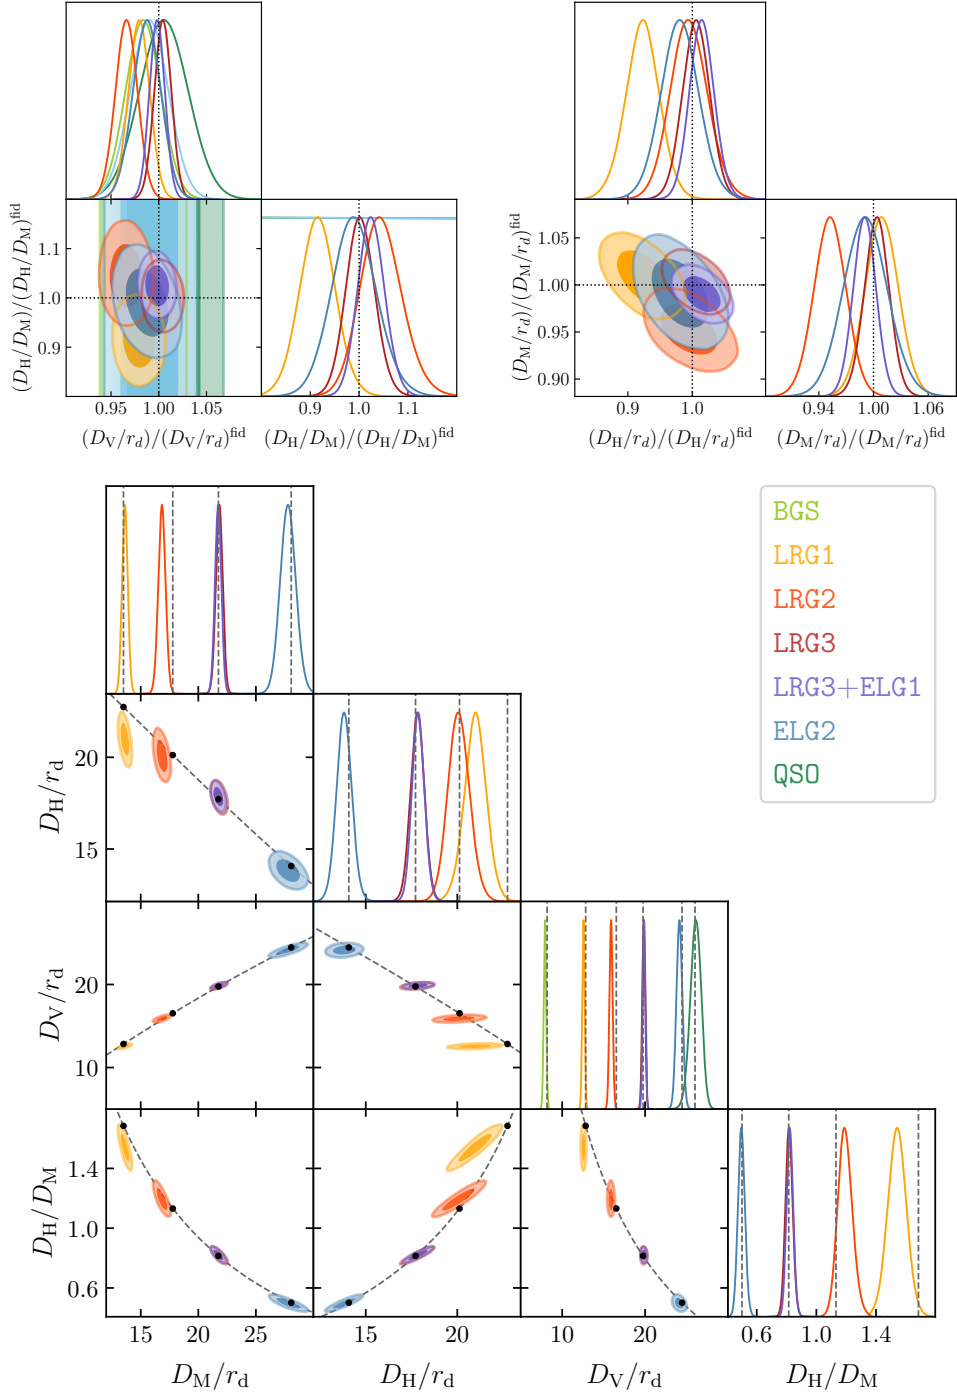 (D_H/D_M)/(D_H/D_M)^fid
1.1
1.0
0.9
0.95 1.00 1.05
0.9 1.0 1.1
(D_V/r_d)/(D_V/r_d)^fid
(D_H/D_M)/(D_H/D_M)^fid
(D_M/r_d)/(D_M/r_d)^fid
1.05
1.00
0.95
0.90
0.9 1.0
0.94 1.00 1.06
(D_H/r_d)/(D_H/r_d)^fid
(D_M/r_d)/(D_M/r_d)^fid
BGS
LRG1
LRG2
LRG3
LRG3+ELG1
ELG2
QSO
D_H/r_d
20
15
D_V/r_d
20
10
D_H/D_M
1.4
1.0
0.6
15 20 25
15 20
10 20
0.6 1.0 1.4
D_M/r_d
D_H/r_d
D_V/r_d
D_H/D_M